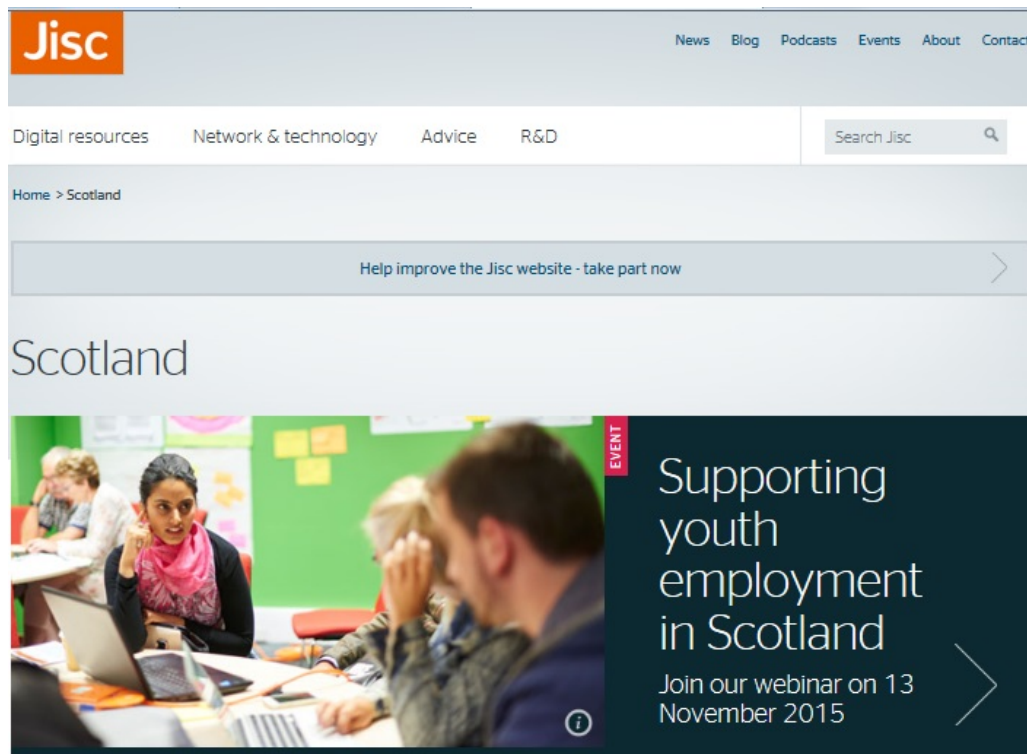 Jisc
News Blog Podcasts Events About Contact
Digital resources Network & technology Advice R&D Search Jisc
Home > Scotland
Help improve the Jisc website - take part now
Scotland
EVENT
Supporting
youth
employment
in Scotland
Join our webinar on 13
November 2015
i